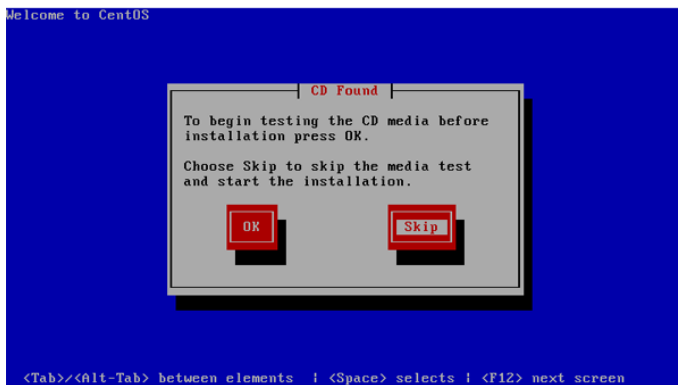 Welcome to CentOS
CD Found
To begin testing the CD media before
installation press OK.
Choose Skip to skip the media test
and start the installation.
OK Skip
<Tab>/<Alt-Tab> between elements | <Space> selects | <F12> next screen